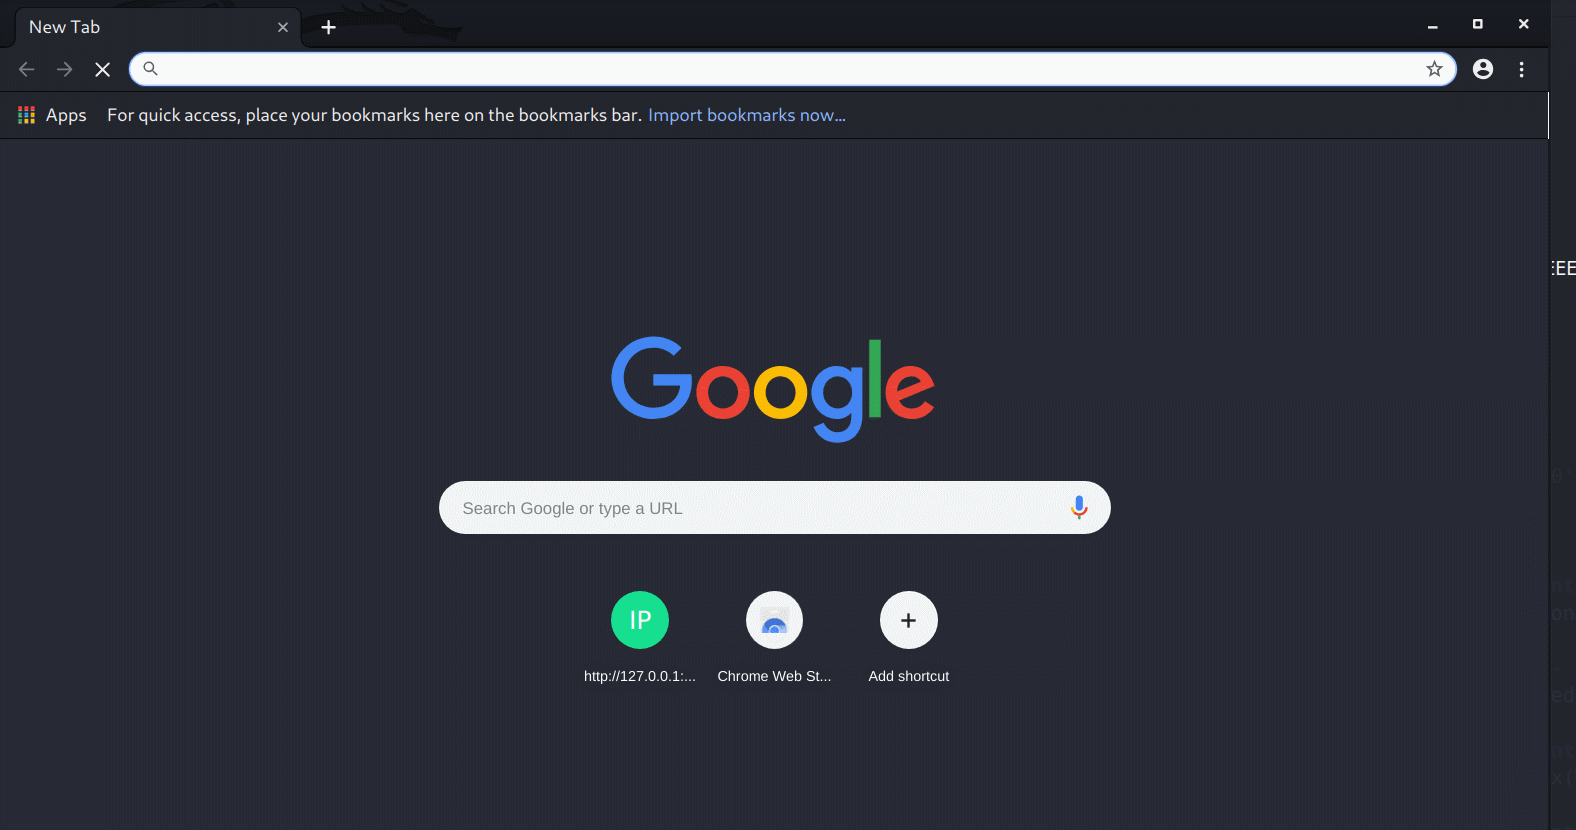 New Tab
Apps For quick access, place your bookmarks here on the bookmarks bar. Import bookmarks now...
EEE
Google
Search Google or type a URL
IP
http://127.0.0.1:... Chrome Web St... Add shortcut